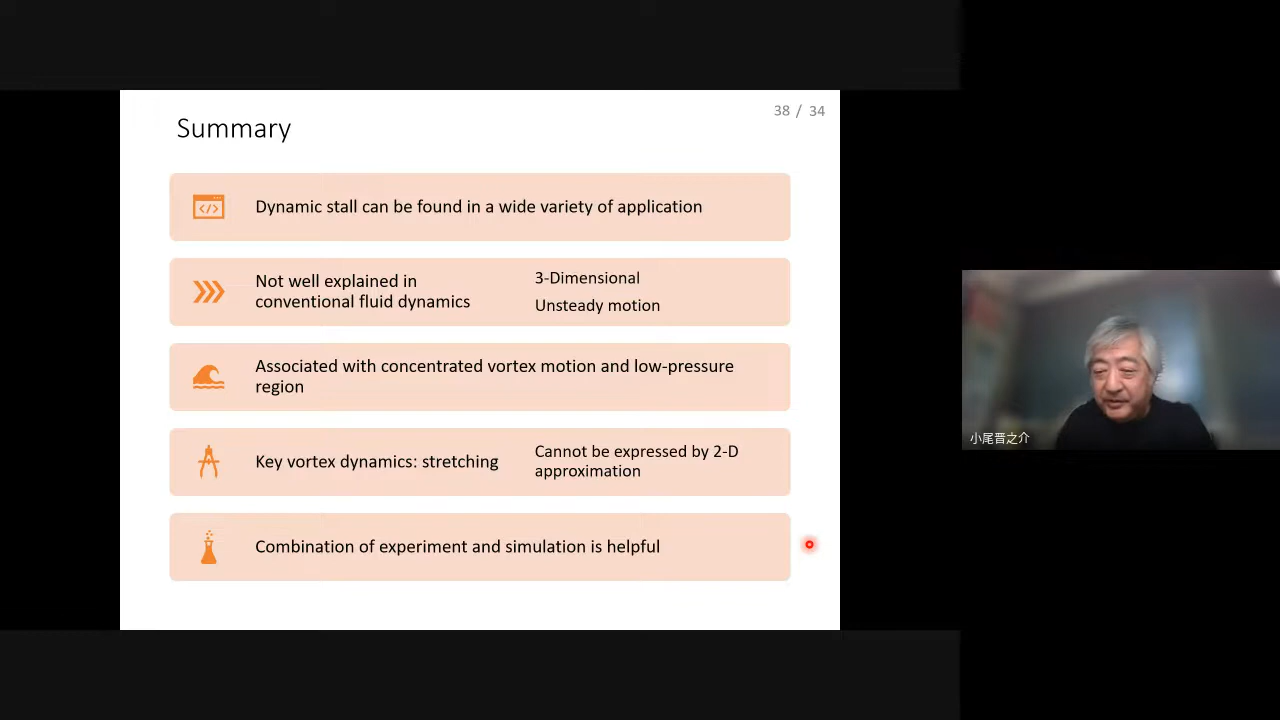 38 / 34
Summary
Dynamic stall can be found in a wide variety of application
Not well explained in
conventional fluid dynamics
3-Dimensional
Unsteady motion
Associated with concentrated vortex motion and low-pressure
region
Key vortex dynamics: stretching
Cannot be expressed by 2-D
approximation
Combination of experiment and simulation is helpful
小尾晋之介